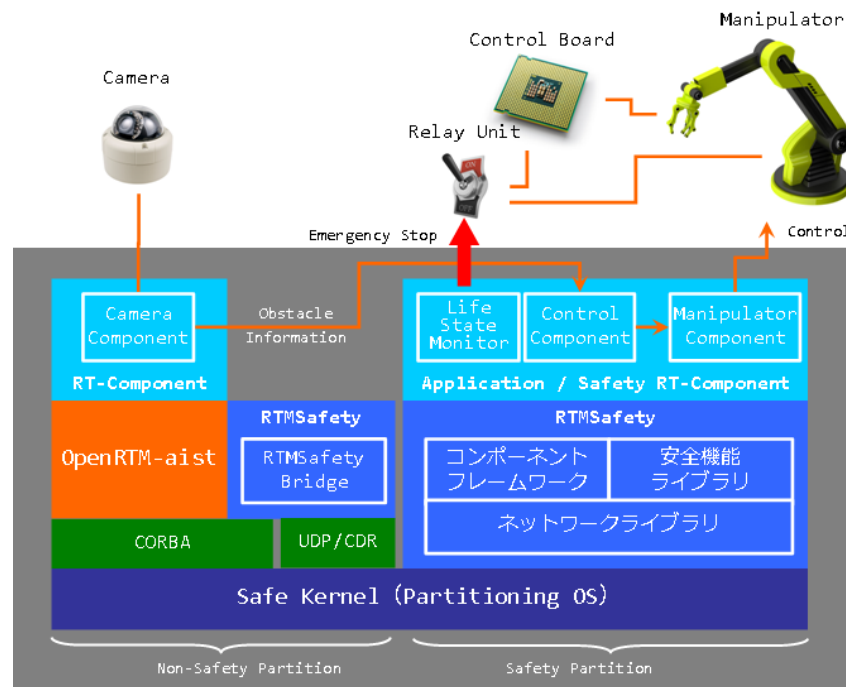 Manipulator
Control Board
Camera
Relay Unit
ON
OFF
Emergency Stop
Control
Camera
Component
Obstacle
Information
Life
State
Monitor
Control
Component
Manipulator
Component
RT-Component
Application / Safety RT-Component
OpenRTM-aist
RTMSafety
RTMSafety
Bridge
RTMSafety
コンポーネント
フレームワーク
安全機能
ライブラリ
ネットワークライブラリ
CORBA
UDP/CDR
Safe Kernel (Partitioning OS)
Non-Safety Partition
Safety Partition